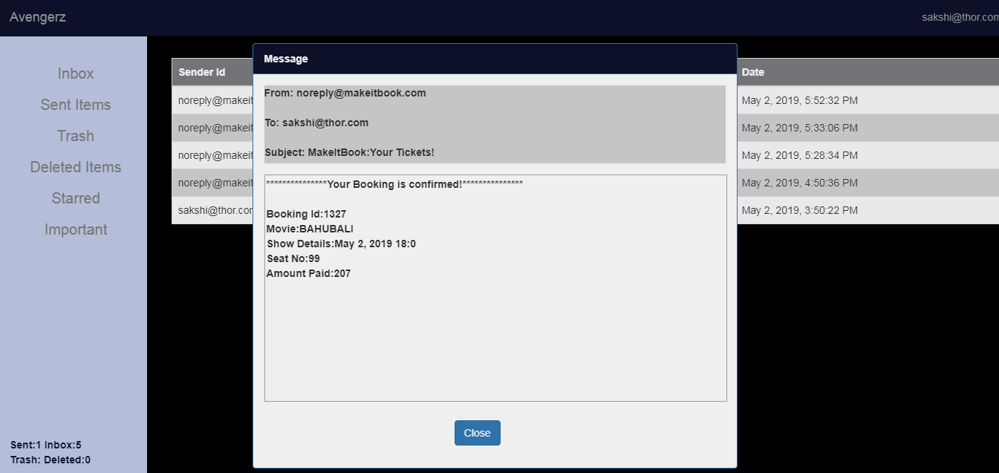 Avengerz
sakshi@thor.com
Inbox
Sent Items
Trash
Deleted Items
Starred
Important
Sent:1 Inbox:5
Trash: Deleted:0
Sender Id
Date
noreply@makeit
May 2, 2019, 5:52:32 PM
noreply@makeit
May 2, 2019, 5:33:06 PM
noreply@makeit
May 2, 2019, 5:28:34 PM
noreply@makeit
May 2, 2019, 4:50:36 PM
sakshi@thor.com
May 2, 2019, 3:50:22 PM
Message
From: noreply@makeitbook.com
To: sakshi@thor.com
Subject: MakeItBook:Your Tickets!
***************Your Booking is confirmed!***************
Booking Id:1327
Movie:BAHUBALI
Show Details:May 2, 2019 18:0
Seat No:99
Amount Paid:207
Close